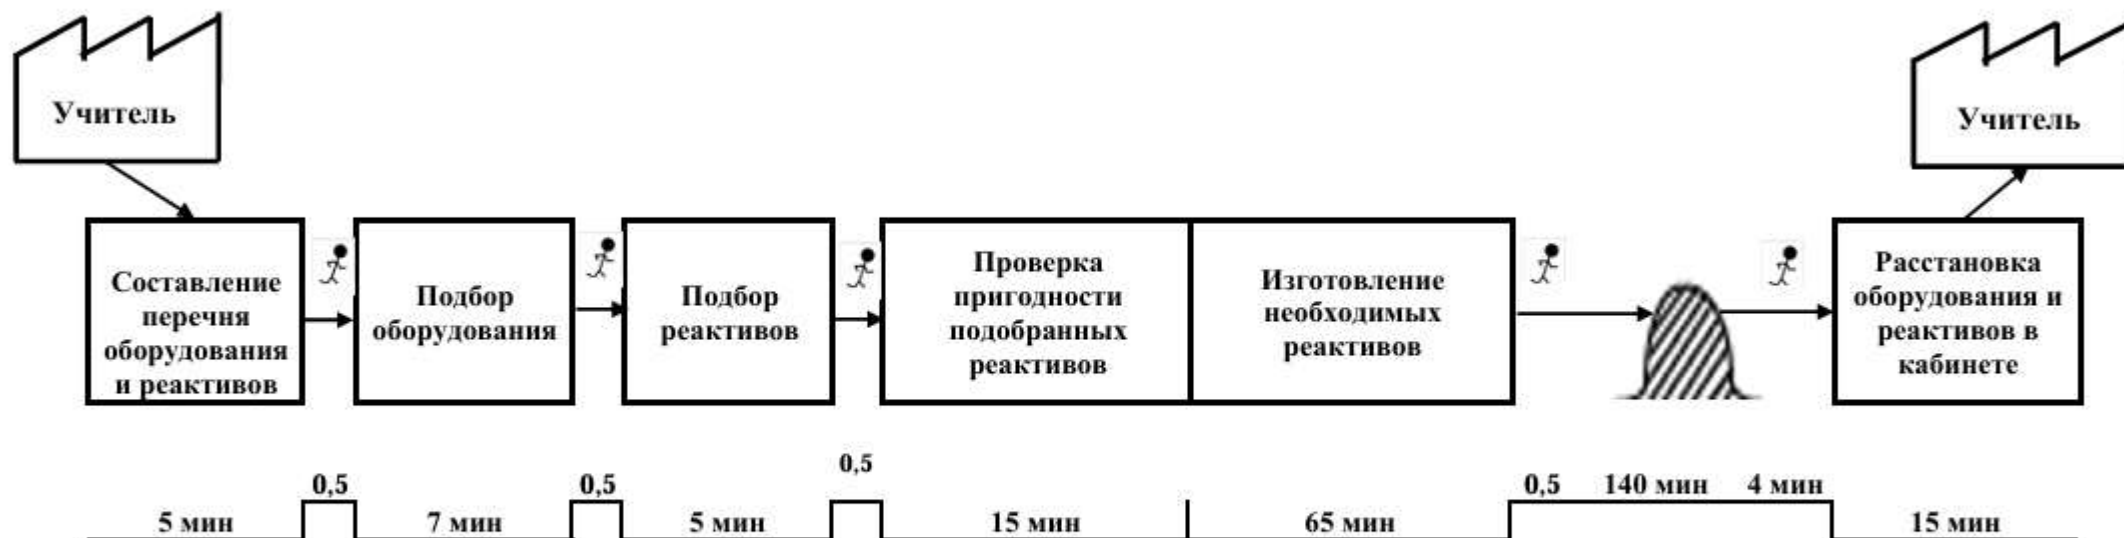 Учитель
Учитель
Составление
перечня
оборудования
и реактивов
Подбор
оборудования
Подбор
реактивов
Проверка
пригодности
подобранных
реактивов
Изготовление
необходимых
реактивов
Расстановка
оборудования и
реактивов в
кабинете
5 мин
0,5
7 мин
0,5
5 мин
0,5
15 мин
65 мин
0,5
140 мин
4 мин
15 мин